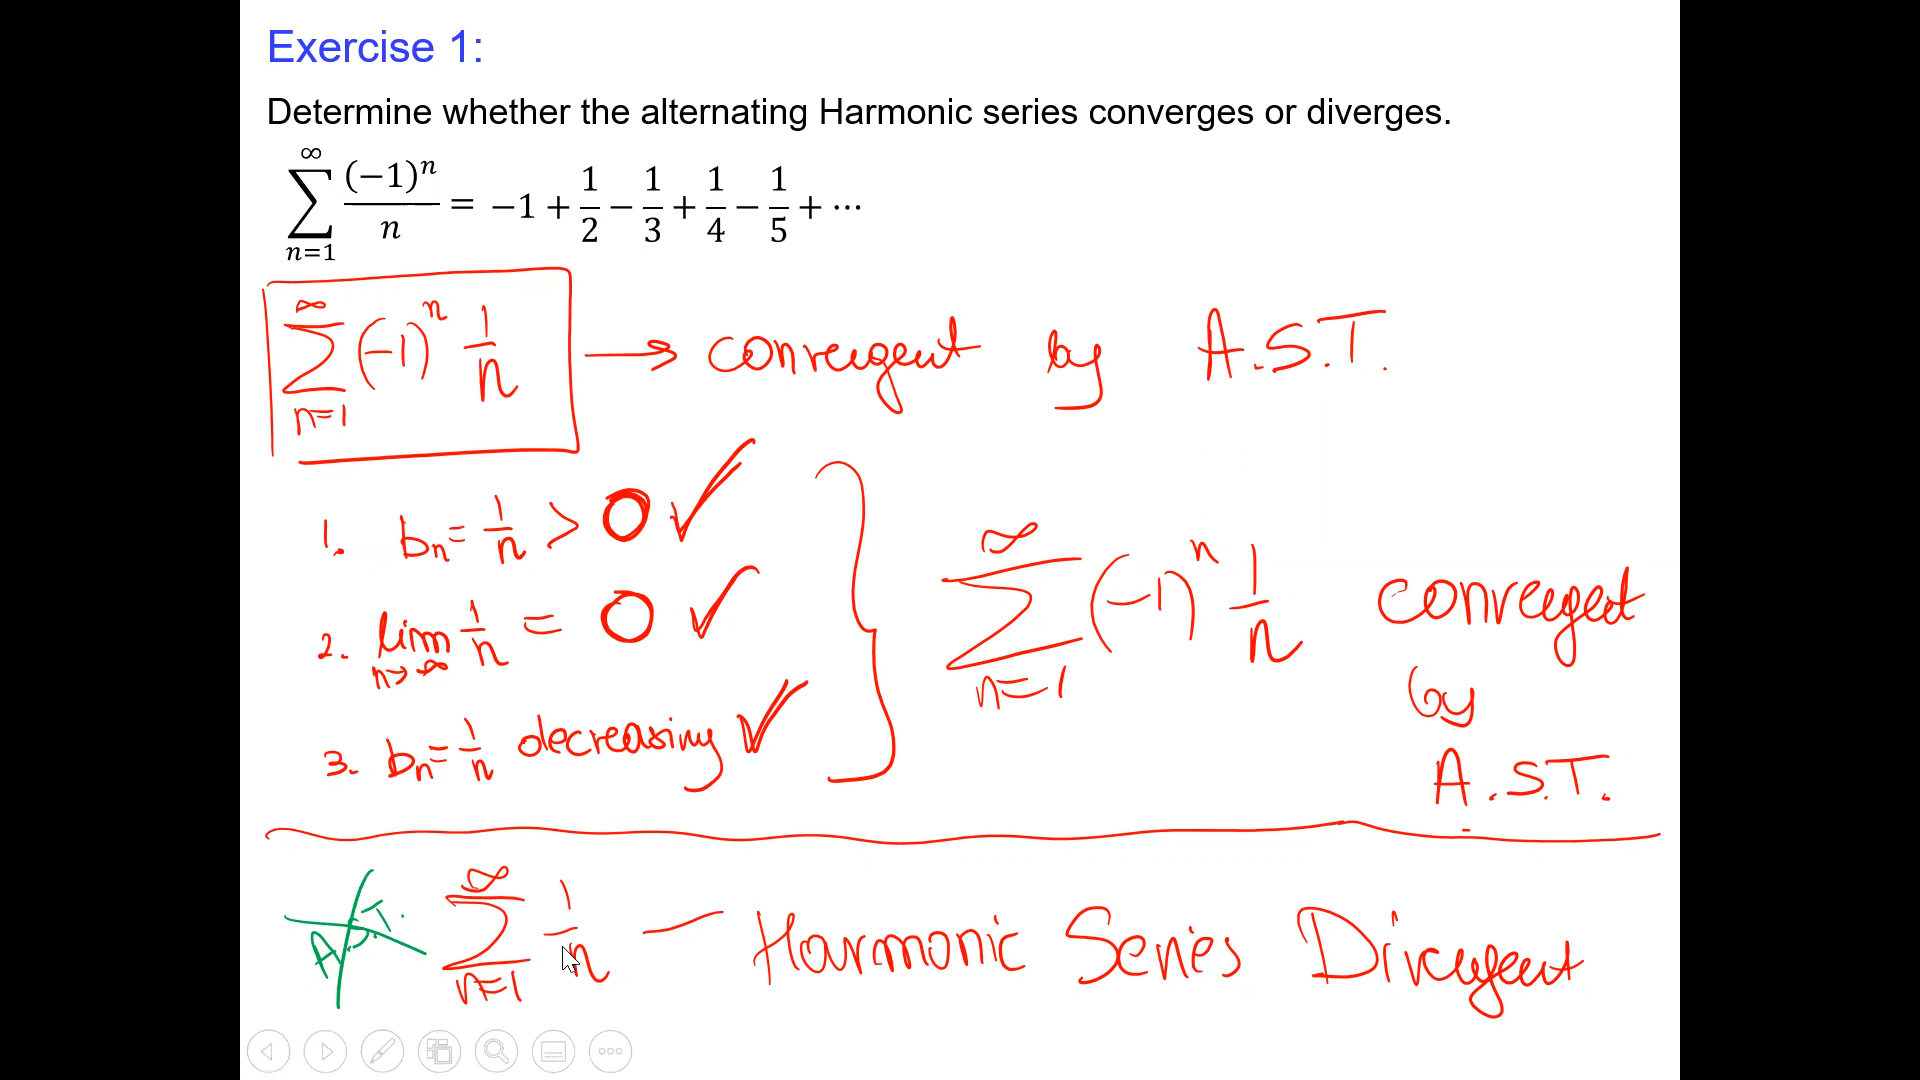 Exercise 1:
Determine whether the alternating Harmonic series converges or diverges.
∑_{n=1}^{∞} (−1)^n/n = −1 + 1/2 − 1/3 + 1/4 − 1/5 + ⋯
∑_{n=1}^{∞} (−1)^n 1/n → convergent by A.S.T.
1. bn = 1/n > 0 ✓
2. lim_{n→∞} 1/n = 0 ✓
3. bn = 1/n decreasing ✓
∑_{n=1}^{∞} (−1)^n 1/n convergent
by
A.S.T.
A.S.T. ∑_{n=1}^{∞} 1/n — Harmonic Series Divergent